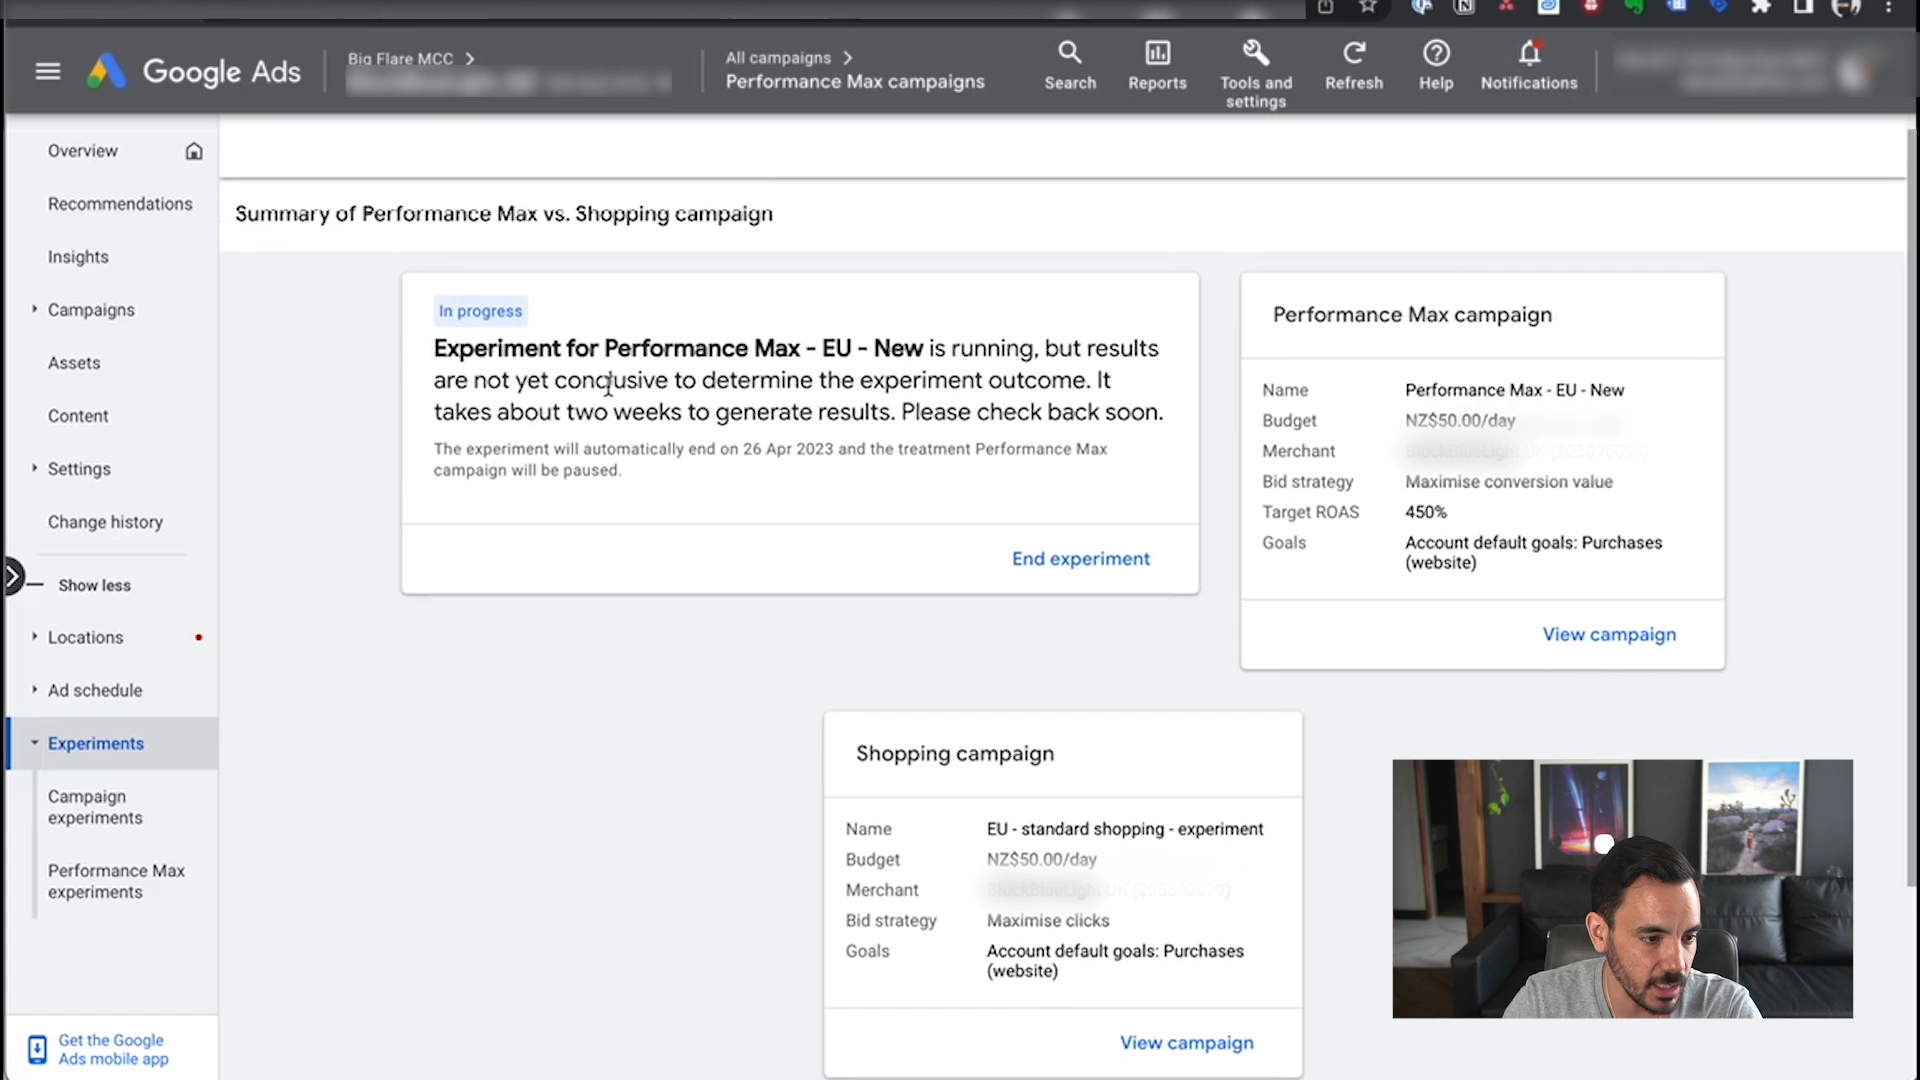 Google Ads
Big Flare MCC
All campaigns
Performance Max campaigns
Search
Reports
Tools and
settings
Refresh
Help
Notifications
Overview
Recommendations
Insights
Campaigns
Assets
Content
Settings
Change history
Show less
Locations
Ad schedule
Experiments
Campaign
experiments
Performance Max
experiments
Get the Google
Ads mobile app
Summary of Performance Max vs. Shopping campaign
In progress
Experiment for Performance Max - EU - New is running, but results
are not yet conclusive to determine the experiment outcome. It
takes about two weeks to generate results. Please check back soon.
The experiment will automatically end on 26 Apr 2023 and the treatment Performance Max
campaign will be paused.
End experiment
Performance Max campaign
Name Performance Max - EU - New
Budget NZ$50.00/day
Merchant
Bid strategy Maximise conversion value
Target ROAS 450%
Goals Account default goals: Purchases
(website)
View campaign
Shopping campaign
Name EU - standard shopping - experiment
Budget NZ$50.00/day
Merchant
Bid strategy Maximise clicks
Goals Account default goals: Purchases
(website)
View campaign